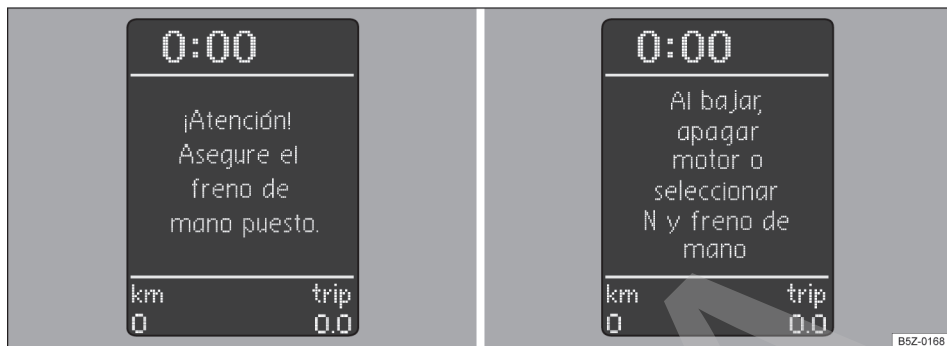 0:00
¡Atención!
Asegure el
freno de
mano puesto.
km trip
0 0.0
0:00
Al bajar,
apagar
motor o
seleccionar
N y freno de
mano
km trip
0 0.0
B5Z-0168